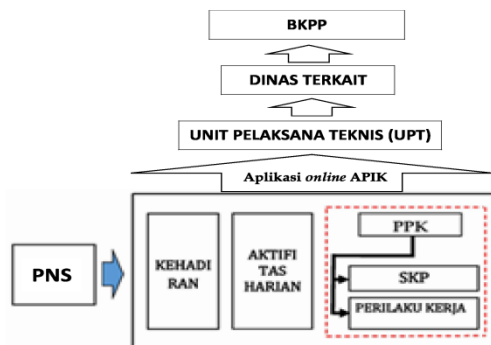 BKPP
DINAS TERKAIT
UNIT PELAKSANA TEKNIS (UPT)
Aplikasi online APIK
PNS
KEHADI
RAN
AKTIFI
TAS
HARIAN
PPK
SKP
PERILAKU KERJA